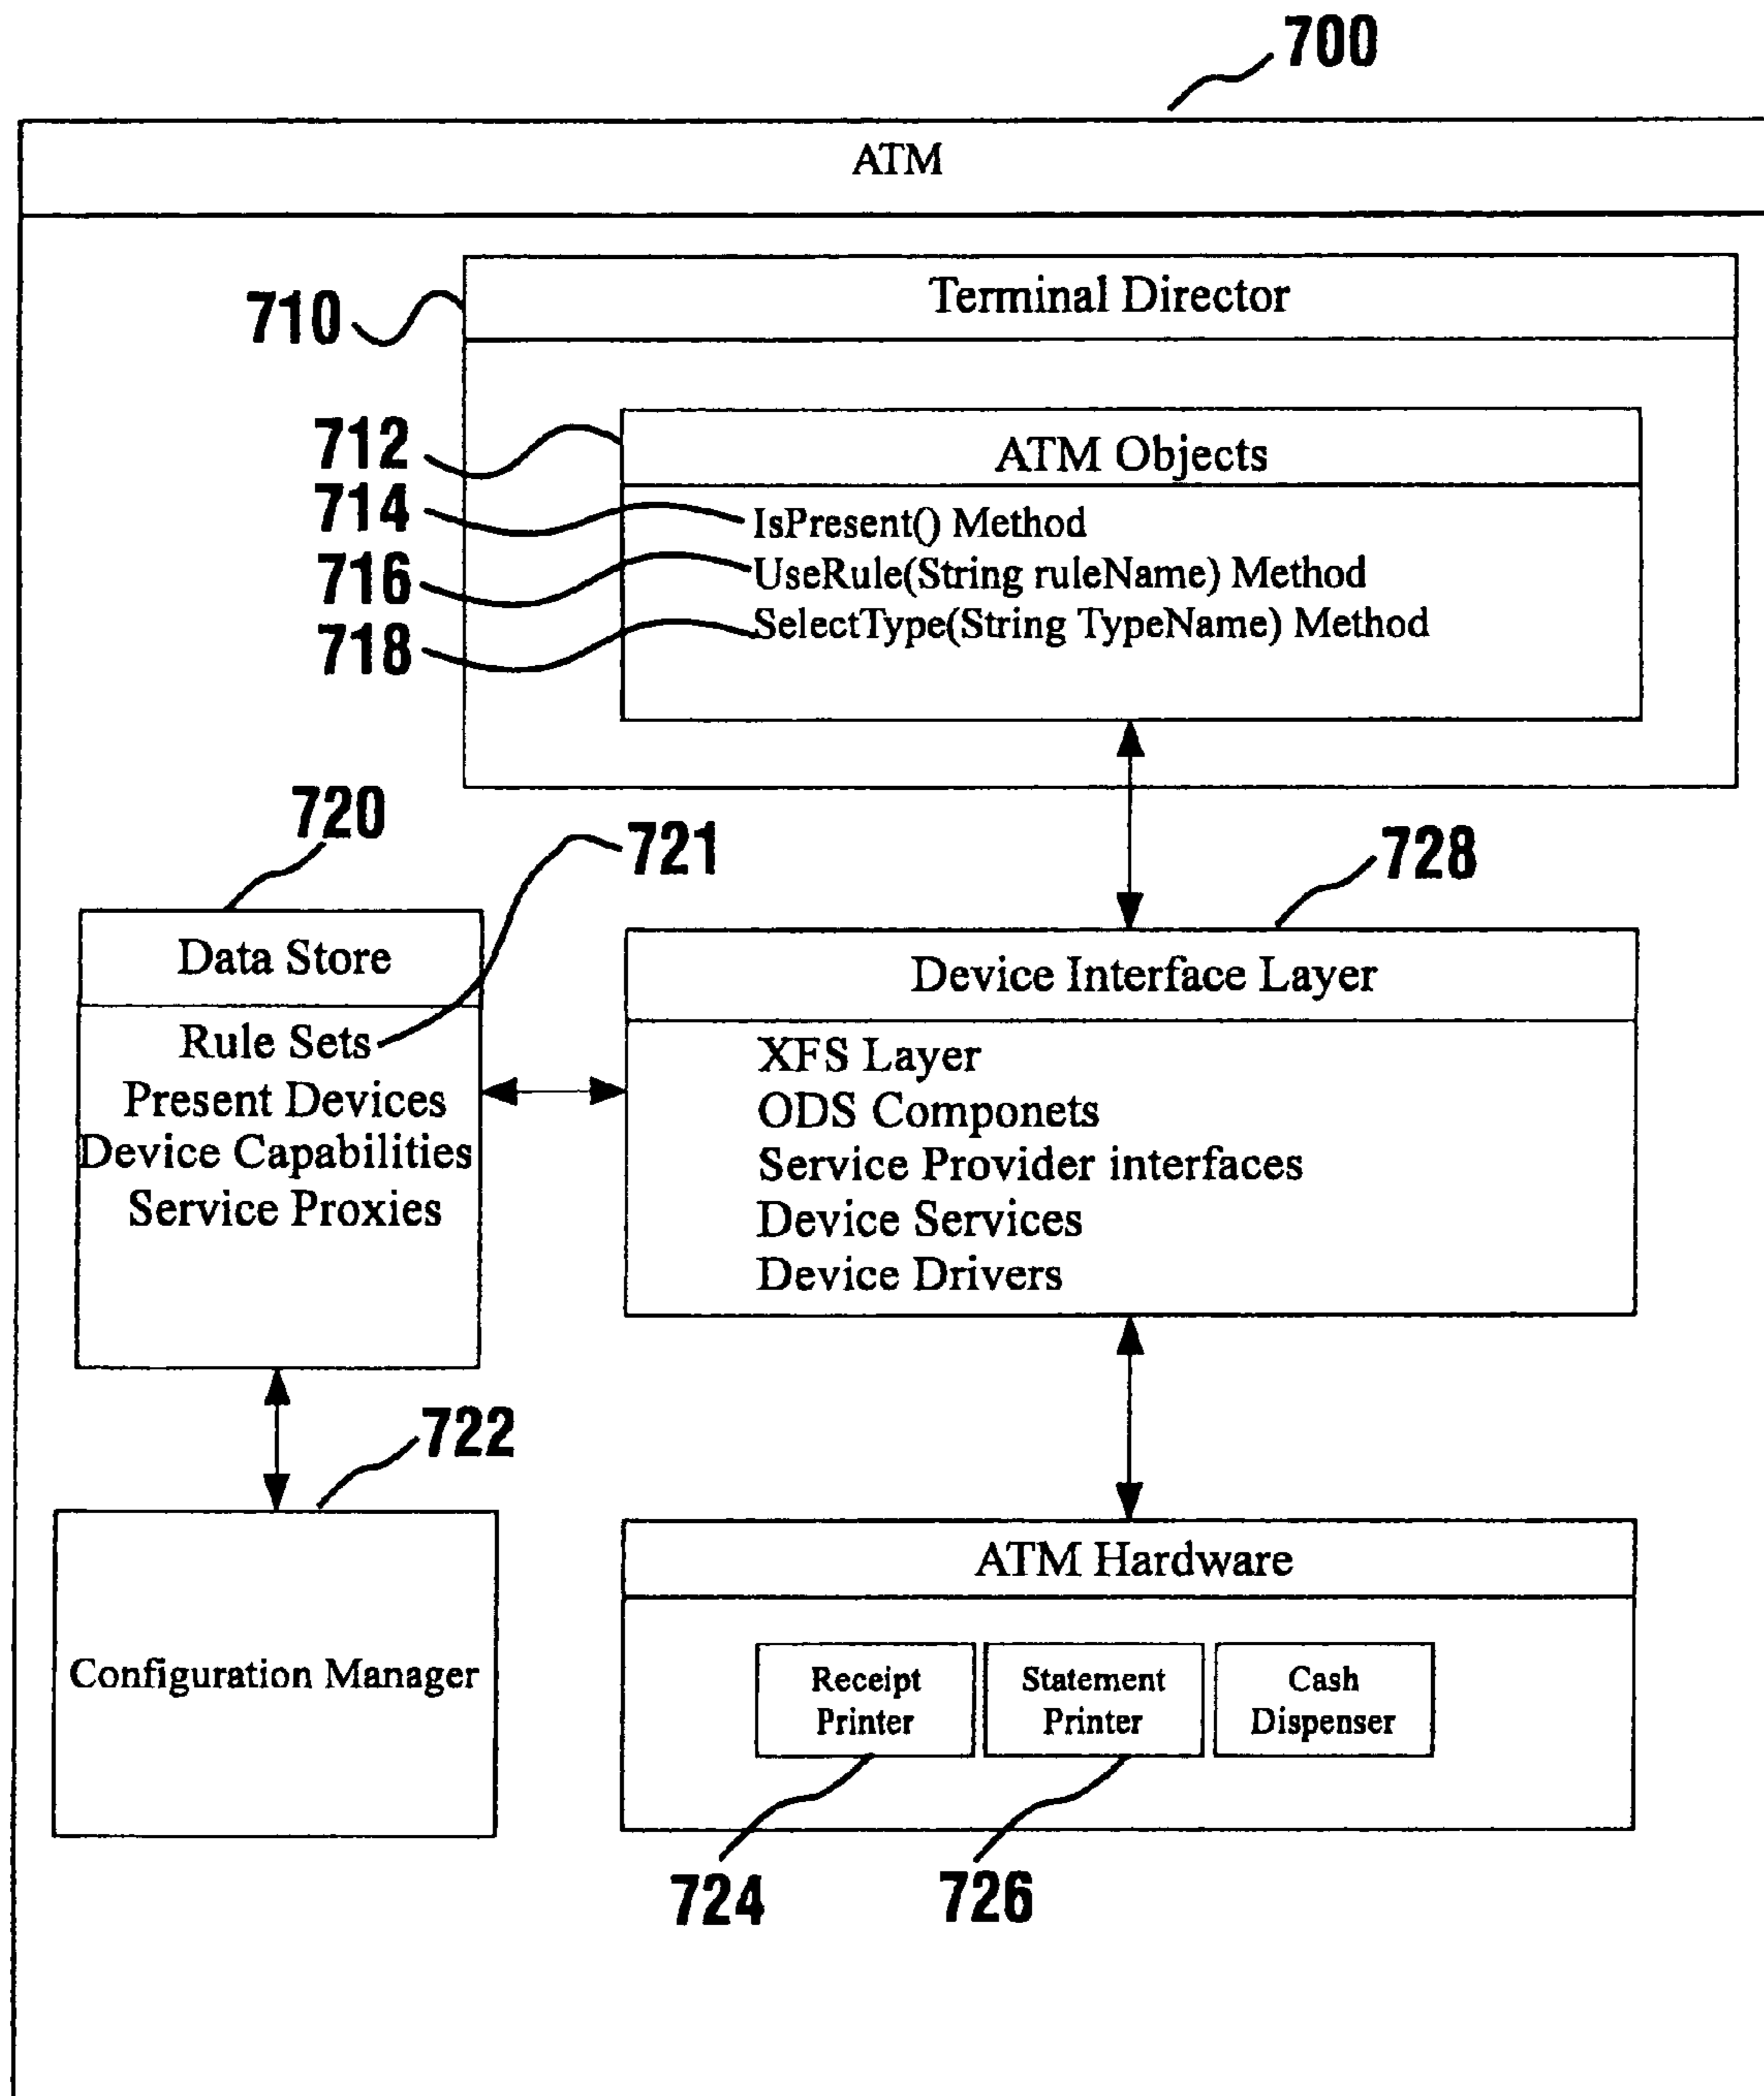 700
ATM
Terminal Director
710
ATM Objects
712
714
IsPresent() Method
716
UseRule(String ruleName) Method
718
SelectType(String TypeName) Method
720
721
728
Data Store
Rule Sets
Present Devices
Device Capabilities
Service Proxies
Device Interface Layer
XFS Layer
ODS Componets
Service Provider interfaces
Device Services
Device Drivers
722
Configuration Manager
ATM Hardware
Receipt
Printer
Statement
Printer
Cash
Dispenser
724
726